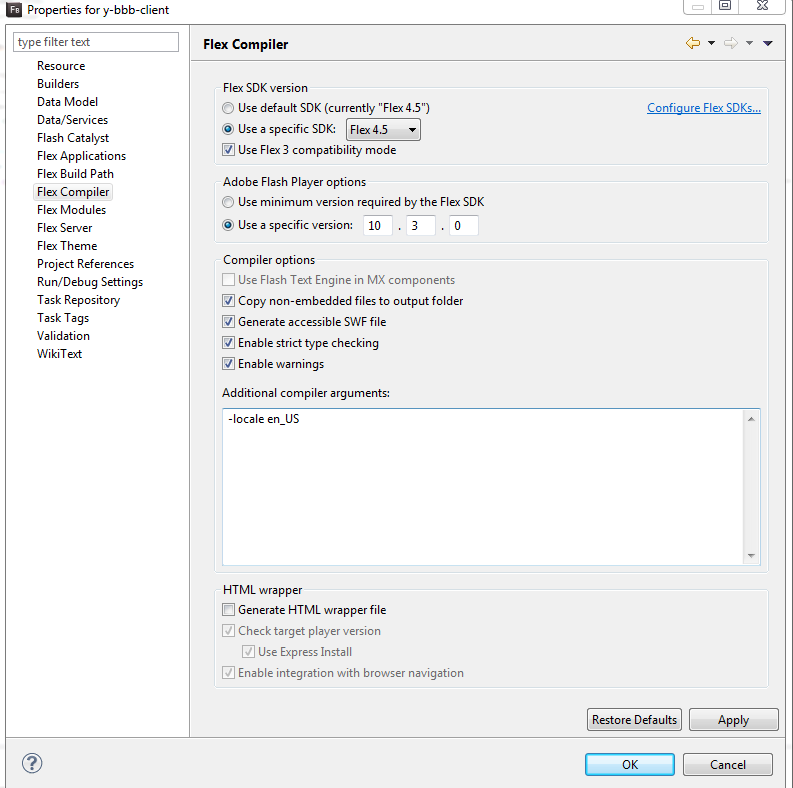 Fb Properties for y-bbb-client
type filter text
Resource
Builders
Data Model
Data/Services
Flash Catalyst
Flex Applications
Flex Build Path
Flex Compiler
Flex Modules
Flex Server
Flex Theme
Project References
Run/Debug Settings
Task Repository
Task Tags
Validation
WikiText
Flex Compiler
Flex SDK version
Use default SDK (currently "Flex 4.5")
Configure Flex SDKs...
Use a specific SDK: Flex 4.5
Use Flex 3 compatibility mode
Adobe Flash Player options
Use minimum version required by the Flex SDK
Use a specific version: 10 . 3 . 0
Compiler options
Use Flash Text Engine in MX components
Copy non-embedded files to output folder
Generate accessible SWF file
Enable strict type checking
Enable warnings
Additional compiler arguments:
-locale en_US
HTML wrapper
Generate HTML wrapper file
Check target player version
Use Express Install
Enable integration with browser navigation
Restore Defaults Apply
? OK Cancel